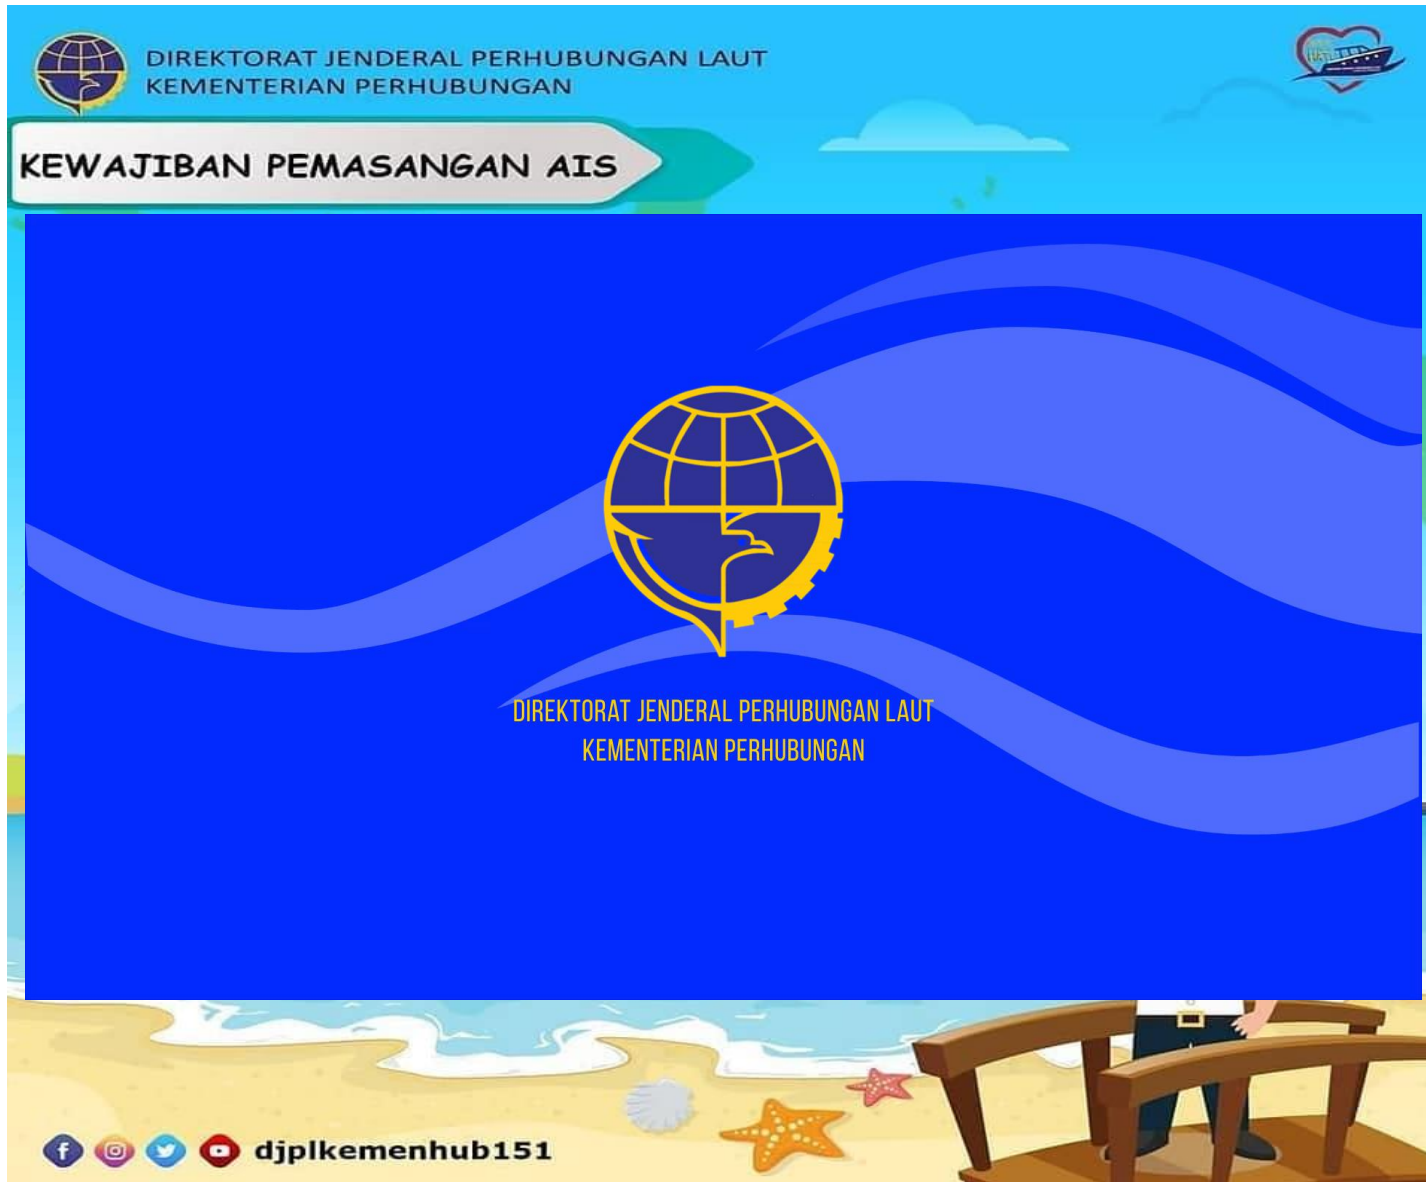 DIREKTORAT JENDERAL PERHUBUNGAN LAUT
KEMENTERIAN PERHUBUNGAN
KEWAJIBAN PEMASANGAN AIS
DIREKTORAT JENDERAL PERHUBUNGAN LAUT
KEMENTERIAN PERHUBUNGAN
djplkemenhub151